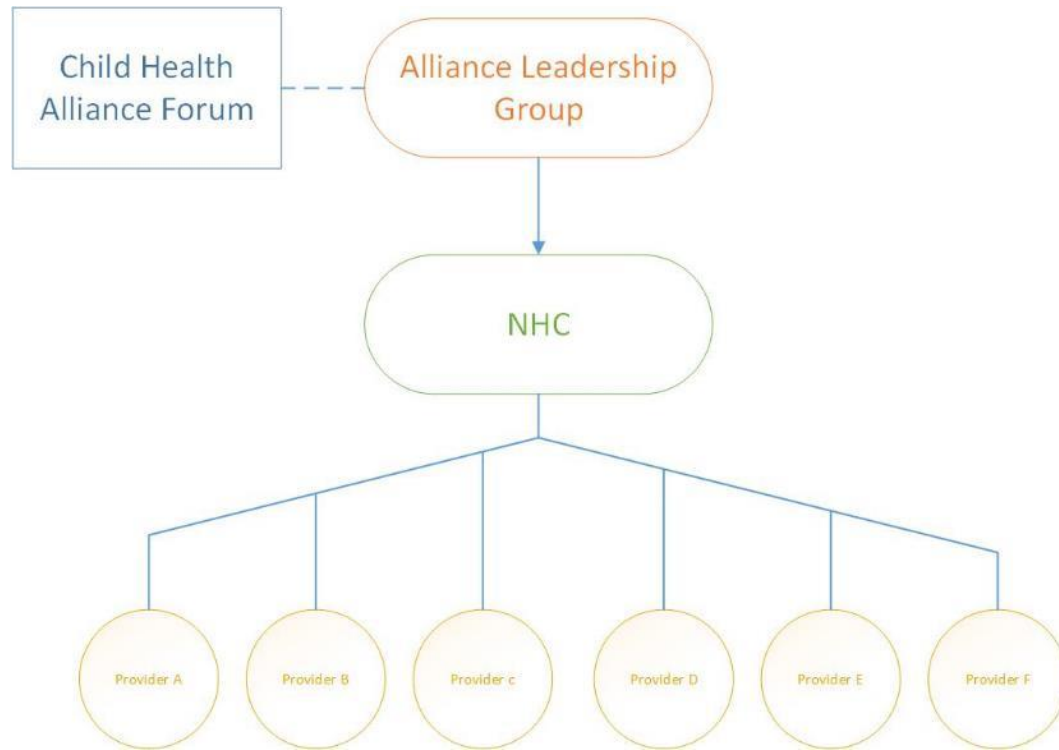 Child Health
Alliance Forum
Alliance Leadership
Group
NHC
Provider A
Provider B
Provider c
Provider D
Provider E
Provider F